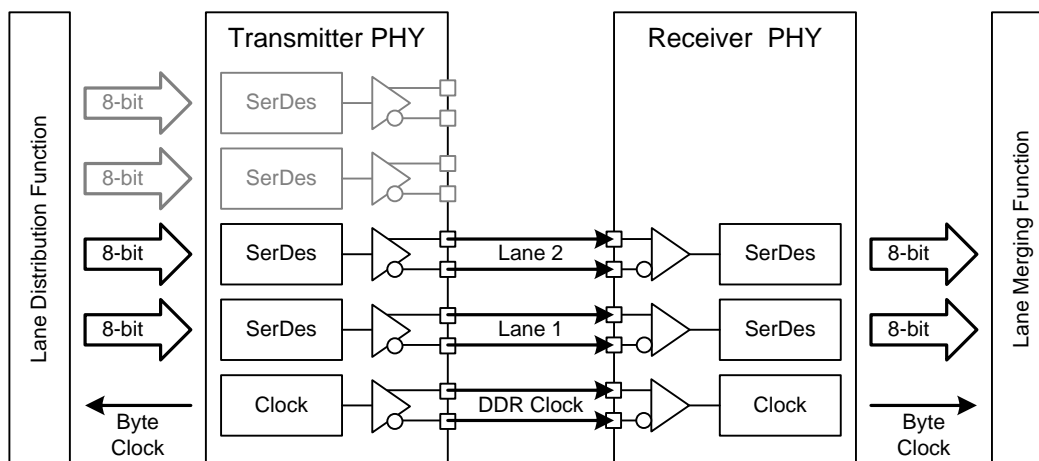 Transmitter PHY
Receiver PHY
Lane Distribution Function
8-bit
SerDes
8-bit
SerDes
8-bit
SerDes
Lane 2
SerDes
8-bit
8-bit
SerDes
Lane 1
SerDes
8-bit
Byte
Clock
Clock
DDR Clock
Clock
Byte
Clock
Lane Merging Function